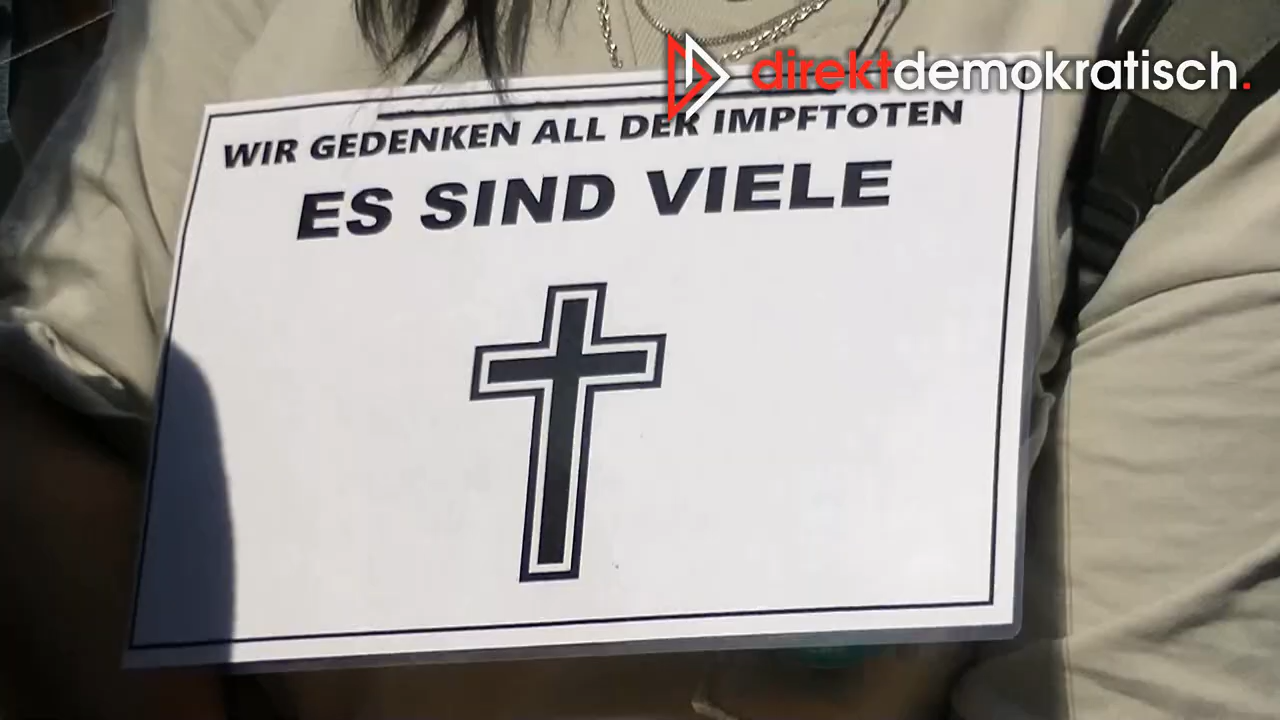 direktdemokratisch.
WIR GEDENKEN ALL DER IMPFTOTEN
ES SIND VIELE